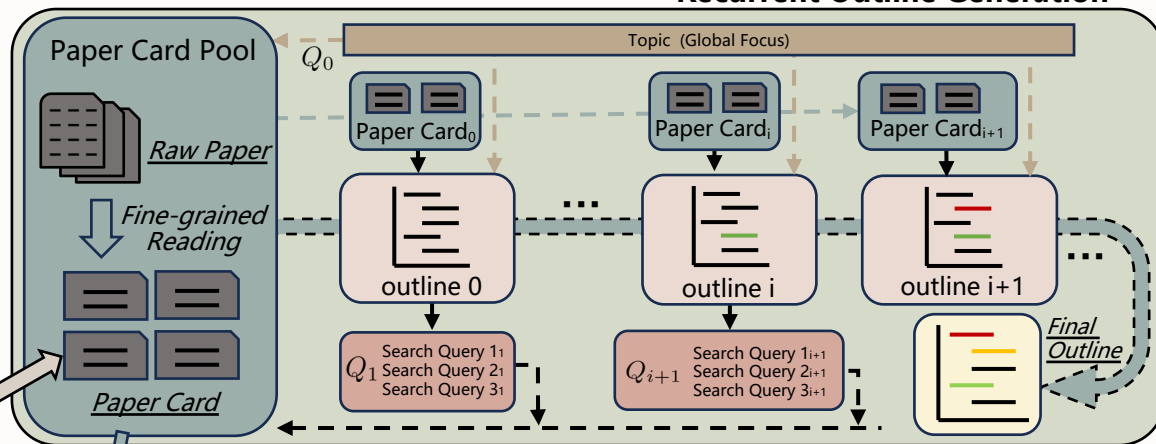 Recurrent Outline Generation
Paper Card Pool
Topic (Global Focus)
Q0
Raw Paper
Fine-grained
Reading
Paper Card
Paper Card0
Paper Cardi
Paper Cardi+1
outline 0
...
outline i
outline i+1
...
Q1
Search Query 11
Search Query 21
Search Query 31
Qi+1
Search Query 1i+1
Search Query 2i+1
Search Query 3i+1
Final
Outline